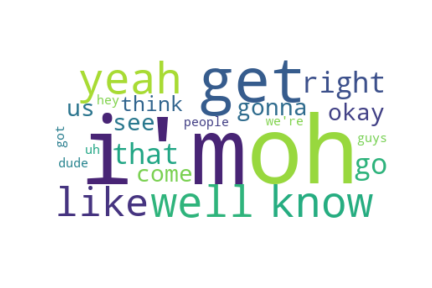 yeah get right
hey think gonna okay
us see people we're
i'm oh
got uh that guys
dude come go
like well know